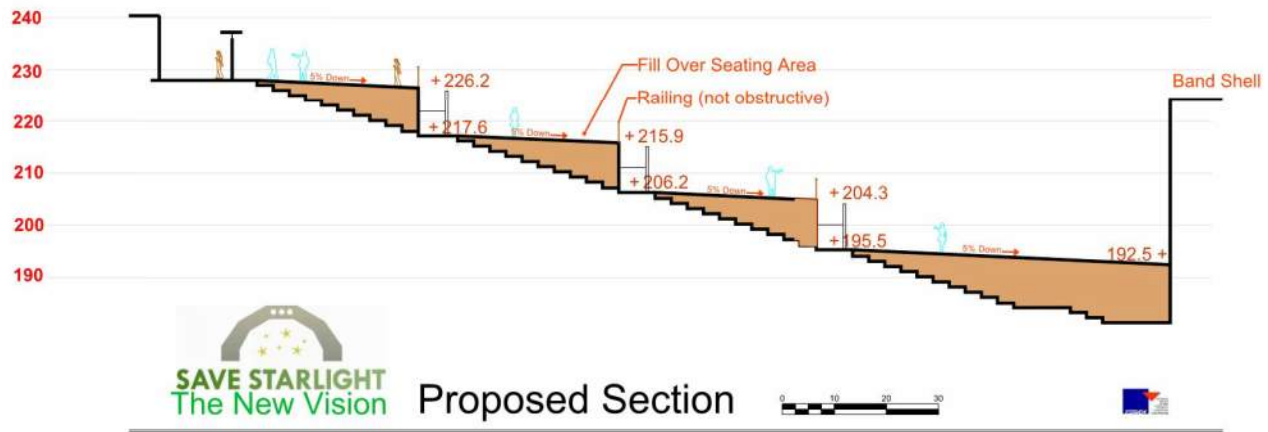 240
230
220
210
200
190
5% Down
+226.2
Fill Over Seating Area
Railing (not obstructive)
Band Shell
+217.6
5% Down
+215.9
+206.2
5% Down
+204.3
+195.5
5% Down
192.5 +
SAVE STARLIGHT
The New Vision
Proposed Section
0 10 20 30